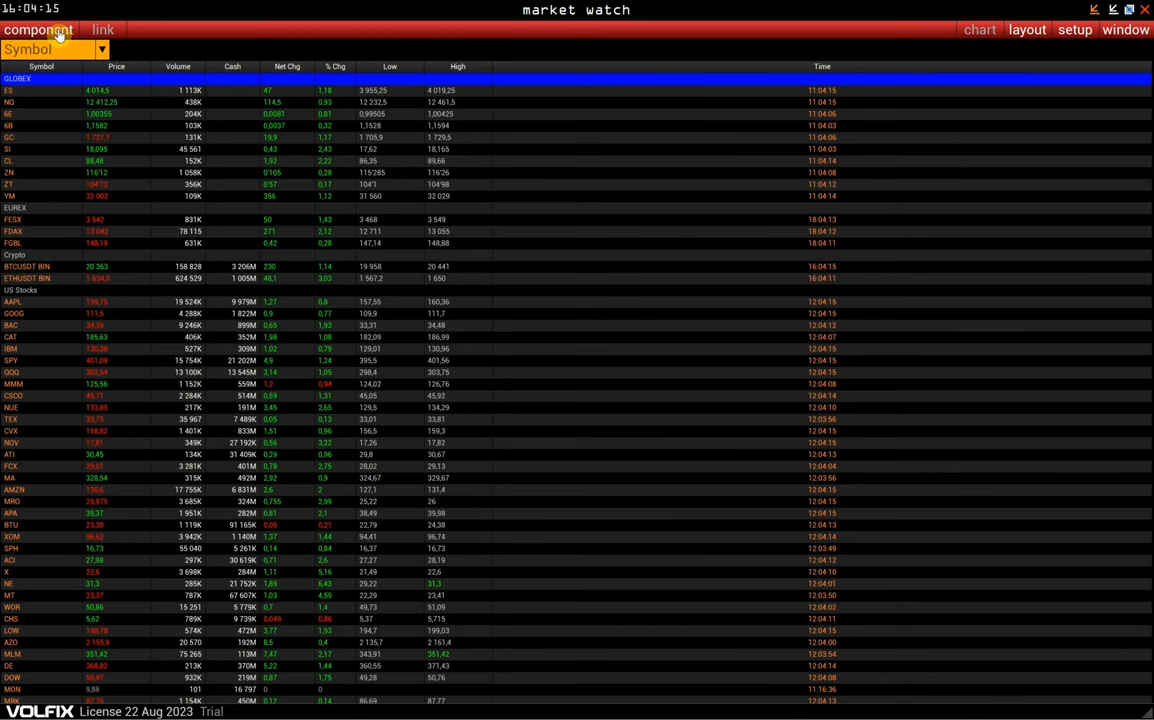 16:04:15 market watch
component link chart layout setup window
Symbol
Symbol Price Volume Cash Net Chg % Chg Low High Time
GLOBEX
ES 4 014,5 1 113K 47 1,18 3 955,25 4 019,25 11:04:15
NQ 12 412,25 438K 114,5 0,93 12 232,5 12 461,5 11:04:15
6E 1,00355 204K 0,0081 0,81 0,99505 1,00425 11:04:06
6B 1,1582 103K 0,0037 0,32 1,1528 1,1594 11:04:03
GC 1 727,7 131K 19,9 1,17 1 705,9 1 729,5 11:04:06
SI 18,095 45 561 0,43 2,43 17,62 18,165 11:04:03
CL 88,48 152K 1,92 2,22 86,35 89,66 11:04:14
ZN 116'12 1 058K 0'105 0,28 115'285 116'26 11:04:08
ZT 104'72 356K 0'57 0,17 104'1 104'98 11:04:12
YM 32 002 109K 356 1,12 31 560 32 029 11:04:14
EUREX
FESX 3 542 831K 50 1,43 3 468 3 549 18:04:13
FDAX 13 042 78 115 271 2,12 12 711 13 055 18:04:12
FGBL 148,19 631K 0,42 0,28 147,14 148,88 18:04:11
Crypto
BTCUSDT BIN 20 363 158 828 3 206M 230 1,14 19 958 20 441 16:04:15
ETHUSDT BIN 1 634,3 624 529 1 005M 48,1 3,03 1 567,2 1 650 16:04:11
US Stocks
AAPL 159,75 19 524K 9 979M 1,27 0,8 157,55 160,36 12:04:15
GOOG 111,5 4 288K 1 822M 0,9 0,77 109,9 111,7 12:04:15
BAC 34,39 9 246K 899M 0,65 1,93 33,31 34,48 12:04:12
CAT 185,63 406K 352M 1,98 1,08 182,09 186,99 12:04:07
IBM 130,38 527K 309M 1,02 0,79 129,01 130,96 12:04:15
SPY 401,09 15 754K 21 202M 4,9 1,24 395,5 401,56 12:04:15
QQQ 302,54 13 100K 13 545M 3,14 1,05 298,4 303,75 12:04:15
MMM 125,56 1 152K 559M 1,2 0,94 124,02 126,76 12:04:08
CSCO 45,71 2 284K 514M 0,59 1,31 45,05 45,92 12:04:14
NUE 133,85 217K 191M 3,45 2,65 129,5 134,29 12:04:10
TEX 33,75 35 967 7 489K 0,05 0,13 33,01 33,81 12:03:56
CVX 158,82 1 401K 833M 1,51 0,96 156,5 159,3 12:04:15
NOV 17,81 349K 27 192K 0,56 3,22 17,26 17,82 12:04:15
ATI 30,45 134K 31 409K 0,29 0,96 29,8 30,67 12:04:13
FCX 29,01 3 281K 401M 0,78 2,75 28,02 29,13 12:04:04
MA 328,54 315K 492M 2,92 0,9 324,67 329,67 12:03:56
AMZN 130,6 17 755K 6 831M 2,6 2 127,1 131,4 12:04:15
MRO 25,975 3 685K 324M 0,755 2,99 25,22 26 12:04:15
APA 39,37 1 951K 282M 0,81 2,1 38,49 39,98 12:04:15
BTU 23,38 1 119K 91 165K 0,05 0,21 22,79 24,38 12:04:13
XOM 96,62 3 942K 1 140M 1,37 1,44 94,41 96,74 12:04:14
SPH 16,73 55 040 5 261K 0,14 0,84 16,37 16,73 12:03:49
ACI 27,98 297K 30 619K 0,71 2,6 27,27 28,19 12:04:12
X 22,6 3 698K 284M 1,11 5,16 21,49 22,6 12:04:10
NE 31,3 285K 21 752K 1,89 6,43 29,22 31,3 12:04:01
MT 23,37 787K 67 607K 1,03 4,59 22,29 23,41 12:03:50
WOR 50,86 15 251 5 779K 0,7 1,4 49,73 51,09 12:04:02
CHS 5,62 789K 9 739K 0,049 0,86 5,37 5,715 12:04:11
LOW 198,78 574K 472M 3,77 1,93 194,7 199,03 12:04:15
AZO 2 155,9 20 570 192M 8,5 0,4 2 135,7 2 161,4 12:04:00
MLM 351,42 75 265 113M 7,47 2,17 343,91 351,42 12:03:54
DE 368,82 213K 370M 5,22 1,44 360,55 371,43 12:04:14
DOW 50,47 932K 219M 0,87 1,75 49,28 50,76 12:04:08
MON 9,88 101 16 797 0 0 11:16:36
MRK 87,75 1 154K 450M 0,12 0,14 86,69 87,77 12:04:13
VOLFIX License 22 Aug 2023 Trial